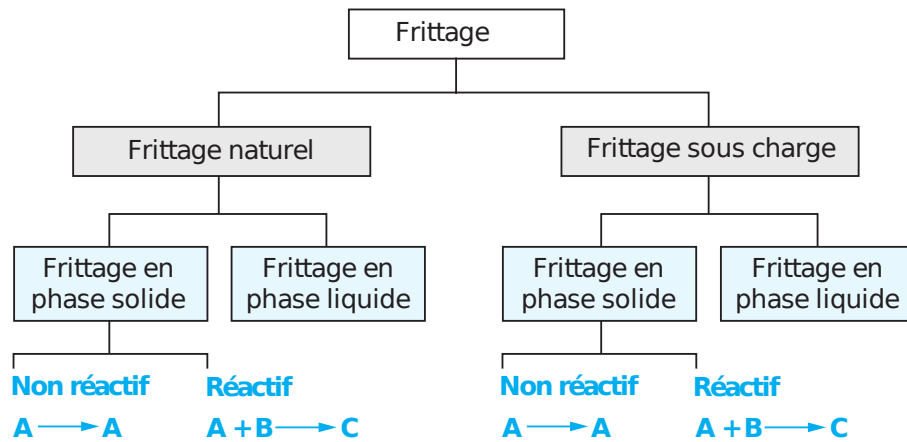 Frittage
Frittage naturel
Frittage sous charge
Frittage en
phase solide
Frittage en
phase liquide
Frittage en
phase solide
Frittage en
phase liquide
Non réactif
Réactif
A → A
A + B → C
Non réactif
Réactif
A → A
A + B → C